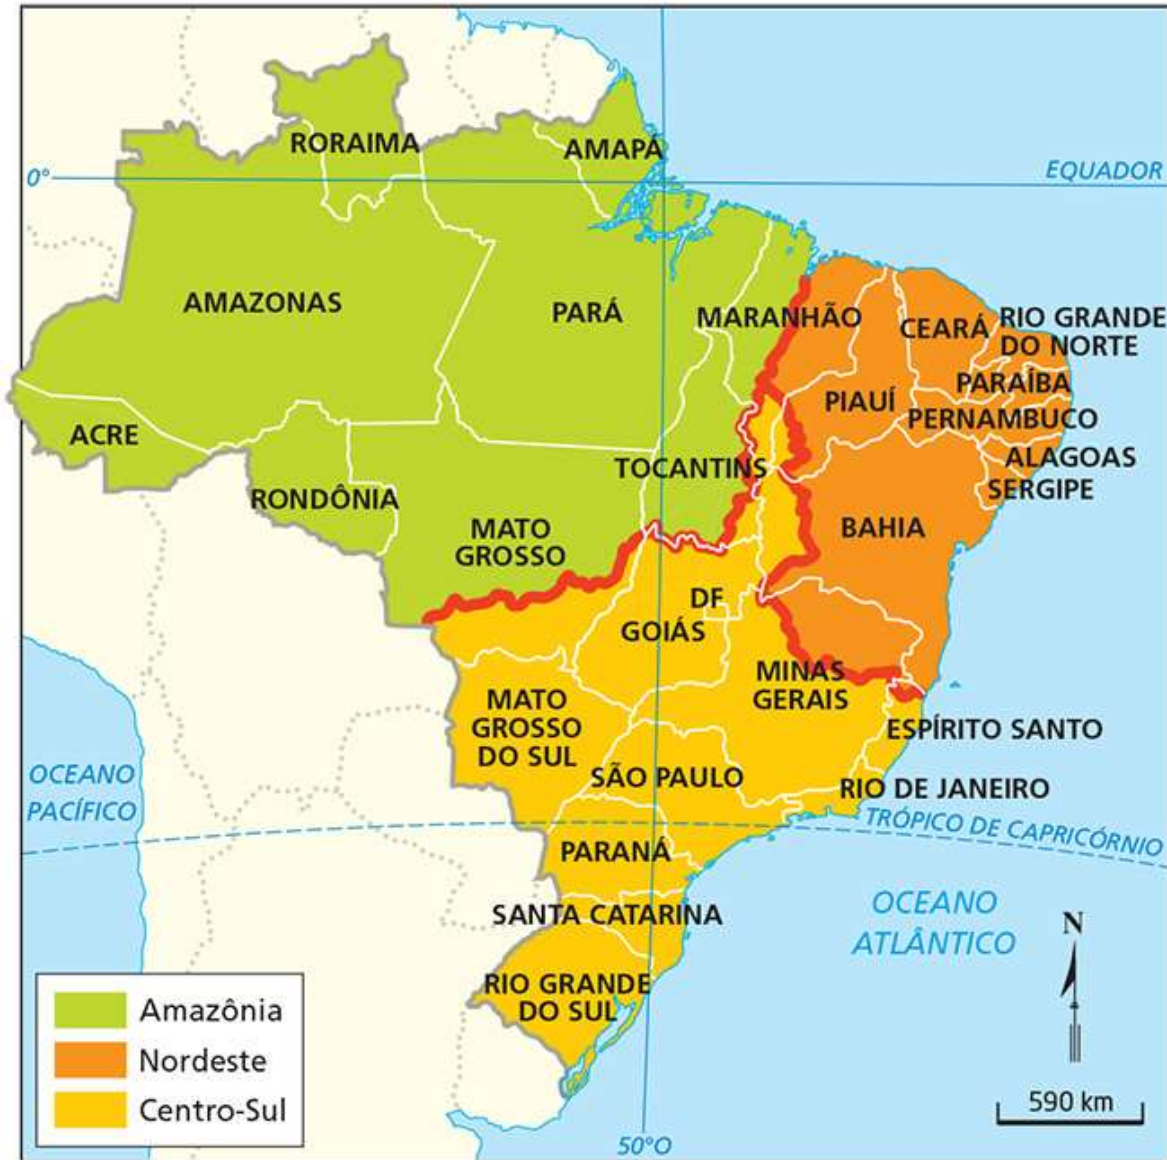 RORAIMA
AMAPÁ
0°
EQUADOR
AMAZONAS
PARÁ
MARANHÃO
CEARÁ
RIO GRANDE
DO NORTE
PARAÍBA
PIAUÍ
PERNAMBUCO
ACRE
ALAGOAS
TOCANTINS
SERGIPE
RONDÔNIA
MATO
GROSSO
BAHIA
DF
GOIÁS
MINAS
GERAIS
MATO
GROSSO
DO SUL
ESPÍRITO SANTO
OCEANO
PACÍFICO
SÃO PAULO
RIO DE JANEIRO
TRÓPICO DE CAPRICÓRNIO
PARANÁ
SANTA CATARINA
OCEANO
ATLÂNTICO
N
RIO GRANDE
DO SUL
Amazônia
Nordeste
Centro-Sul
590 km
50°O